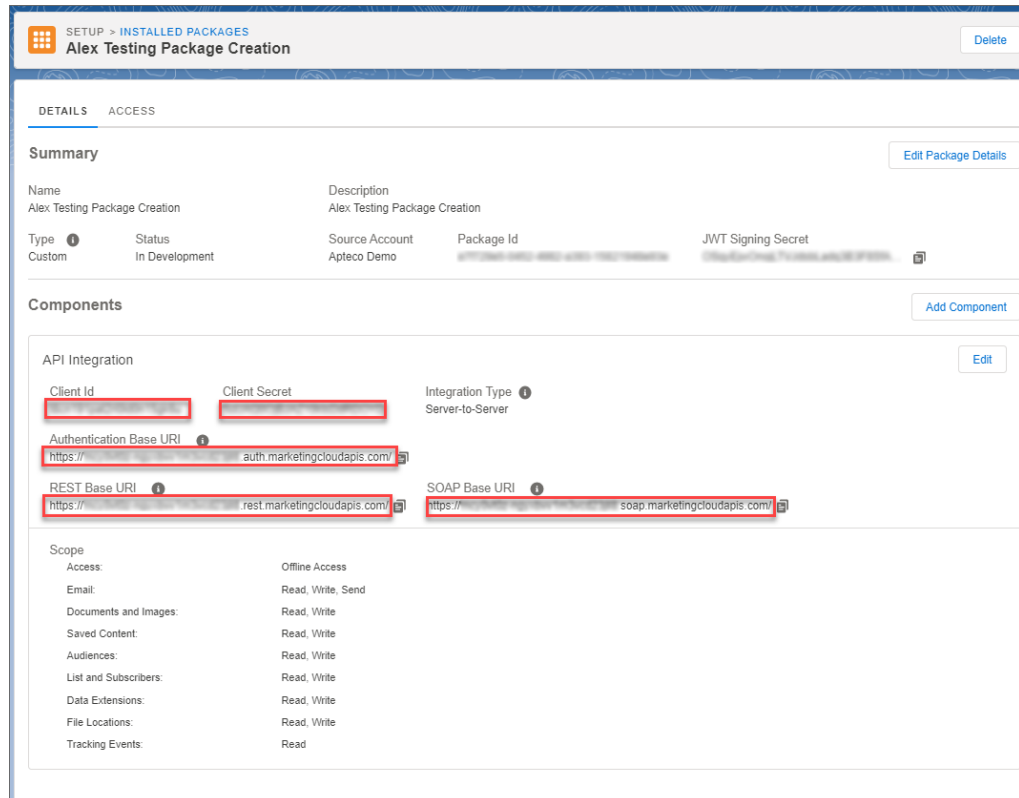 SETUP > INSTALLED PACKAGES
Alex Testing Package Creation
Delete
DETAILS ACCESS
Summary
Edit Package Details
Name Description
Alex Testing Package Creation Alex Testing Package Creation
Type Status Source Account Package Id JWT Signing Secret
Custom In Development Apteco Demo
Components
Add Component
API Integration
Edit
Client Id Client Secret Integration Type
Server-to-Server
Authentication Base URI
https:// .auth.marketingcloudapis.com/
REST Base URI SOAP Base URI
https:// .rest.marketingcloudapis.com/ https:// soap.marketingcloudapis.com/
Scope
Access: Offline Access
Email: Read, Write, Send
Documents and Images: Read, Write
Saved Content: Read, Write
Audiences: Read, Write
List and Subscribers: Read, Write
Data Extensions: Read, Write
File Locations: Read, Write
Tracking Events: Read